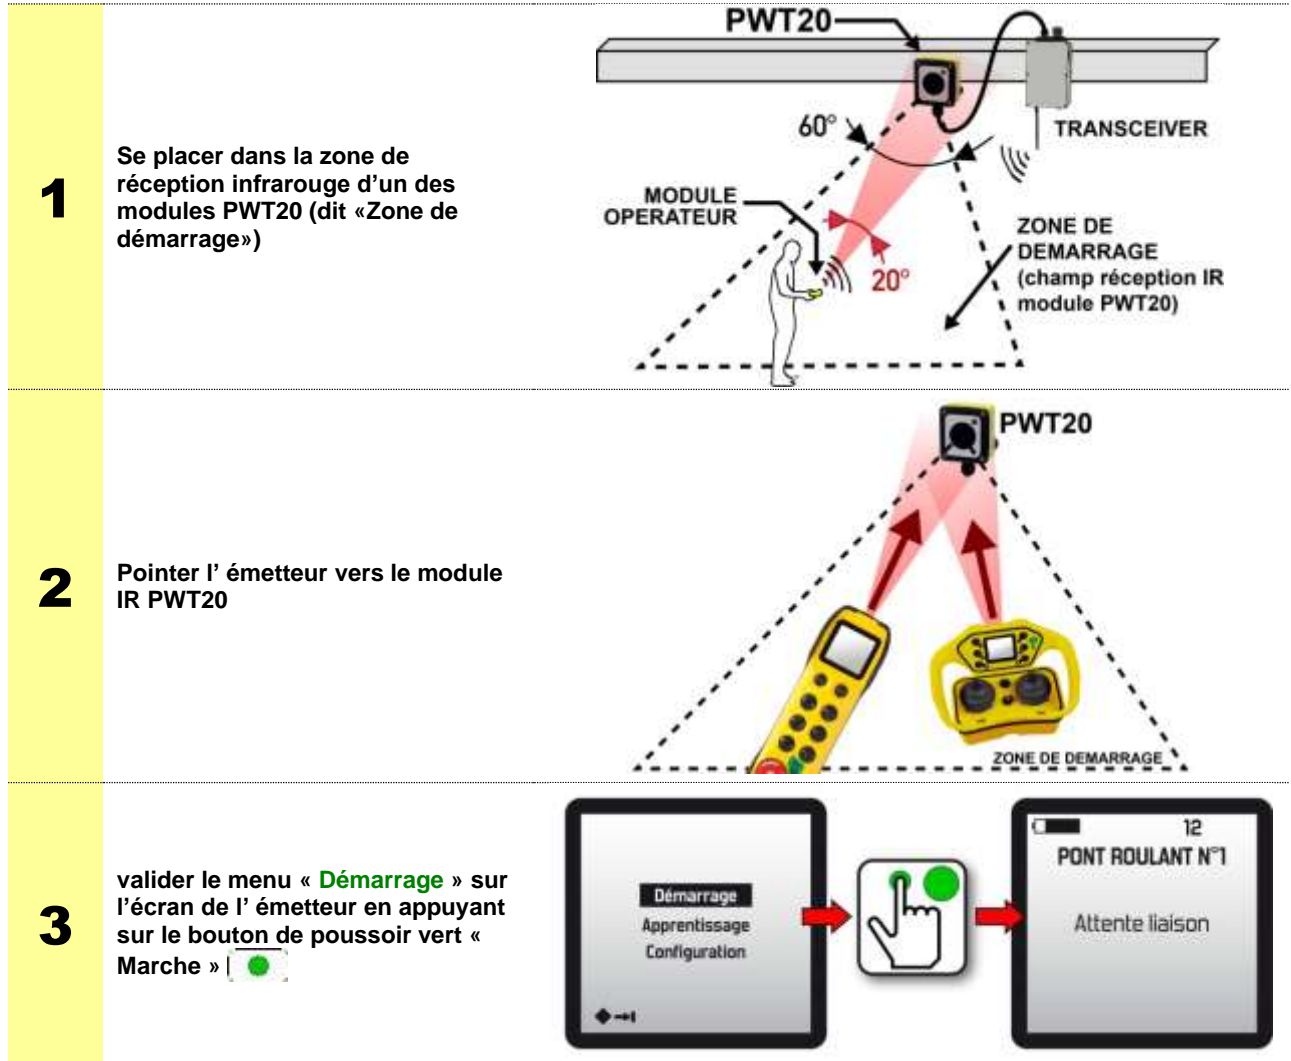 1
Se placer dans la zone de
réception infrarouge d'un des
modules PWT20 (dit «Zone de
démarrage»)
PWT20
60°
TRANSCEIVER
MODULE
OPERATEUR
20°
ZONE DE
DEMARRAGE
(champ réception IR
module PWT20)
2
Pointer l' émetteur vers le module
IR PWT20
PWT20
ZONE DE DEMARRAGE
3
valider le menu « Démarrage » sur
l'écran de l' émetteur en appuyant
sur le bouton de poussoir vert «
Marche »
Démarrage
Apprentissage
Configuration
12
PONT ROULANT N°1
Attente liaison